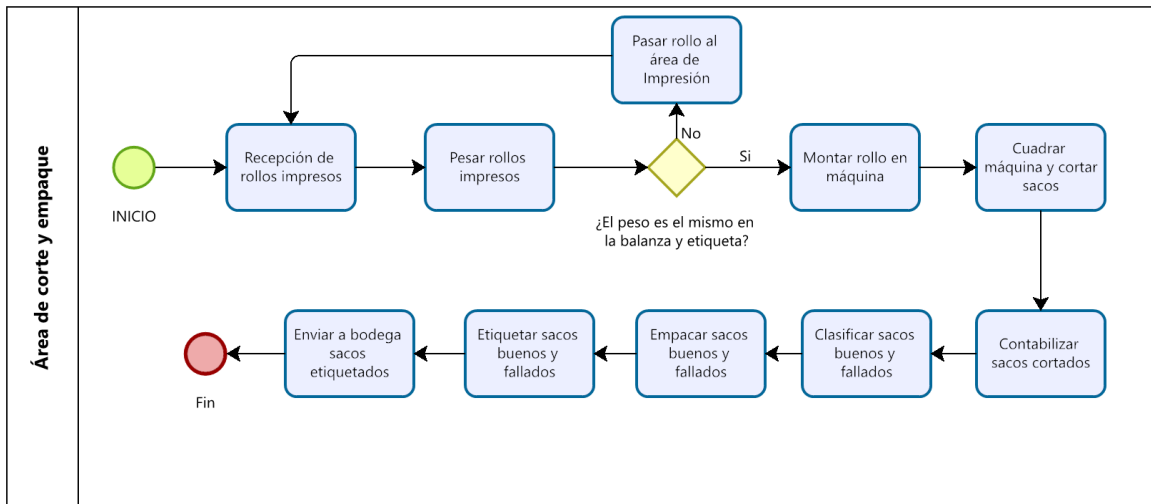 Área de corte y empaque
INICIO
Recepción de
rollos impresos
Pesar rollos
impresos
Pasar rollo al
área de
Impresión
No
Si
¿El peso es el mismo en
la balanza y etiqueta?
Montar rollo en
máquina
Cuadrar
máquina y cortar
sacos
Contabilizar
sacos cortados
Clasificar sacos
buenos y
fallados
Empacar sacos
buenos y
fallados
Etiquetar sacos
buenos y
fallados
Enviar a bodega
sacos
etiquetados
Fin